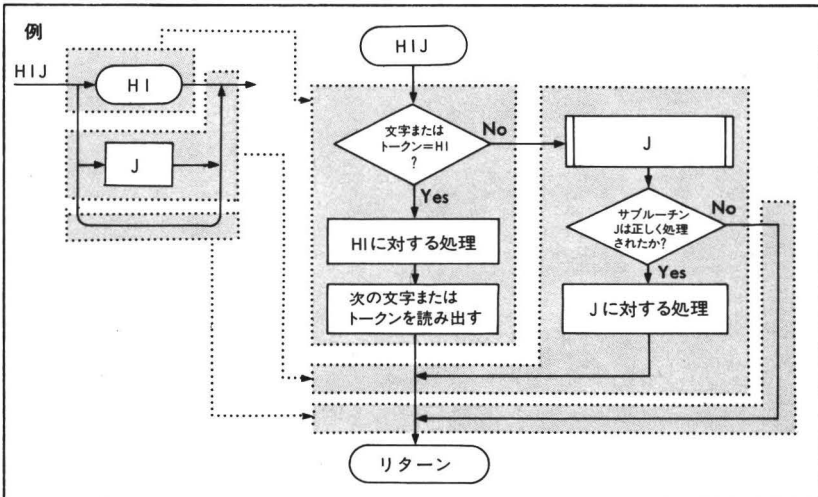 例
HIJ
HI
J
HIJ
文字または
トークン=HI
?
No
Yes
HIに対する処理
次の文字または
トークンを読み出す
J
サブルーチン
Jは正しく処理
されたか?
No
Yes
Jに対する処理
リターン